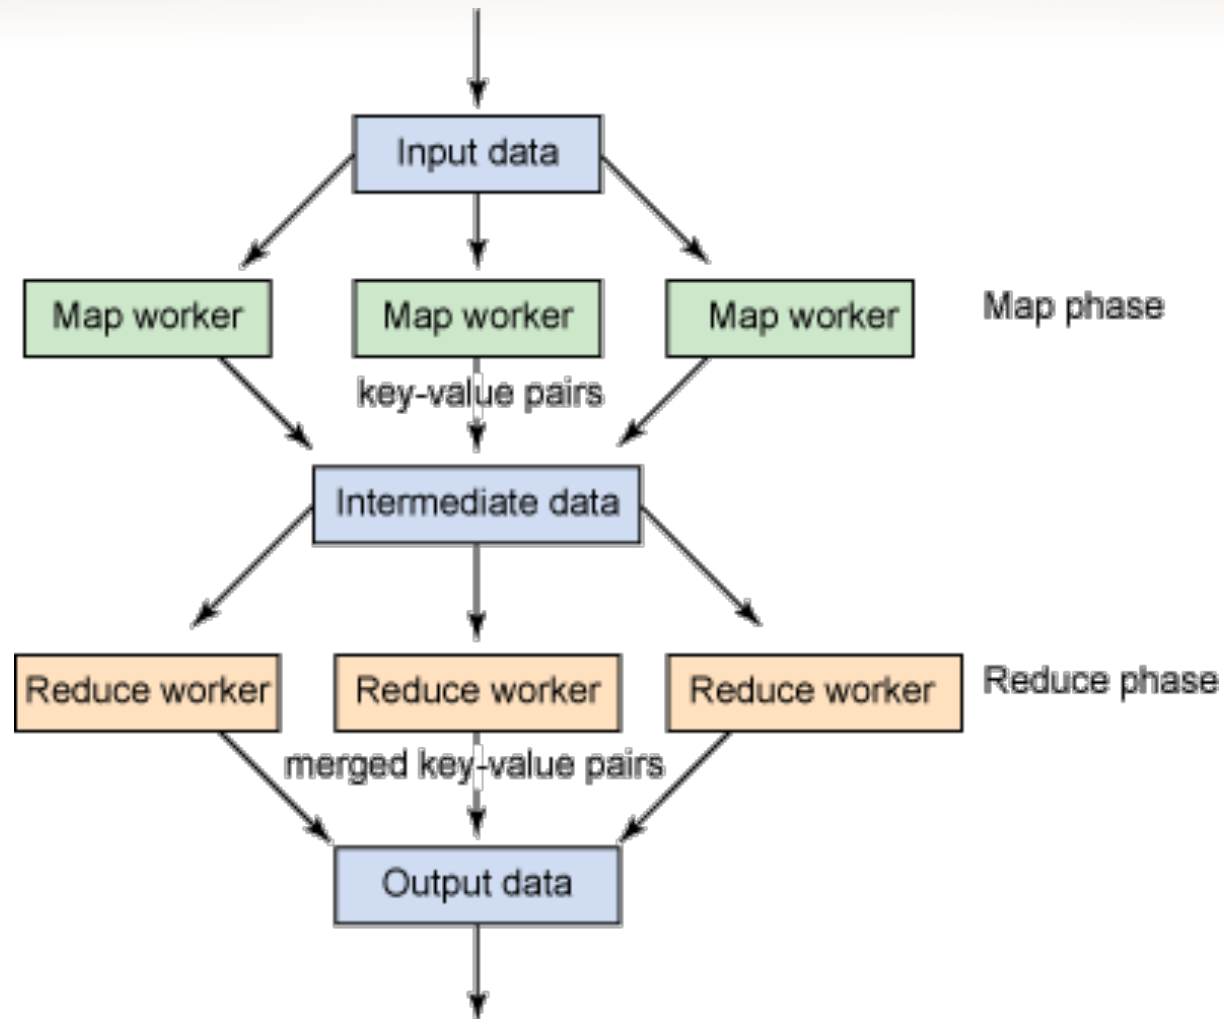 Input data
Map worker
Map worker
Map worker
Map phase
key-value pairs
Intermediate data
Reduce worker
Reduce worker
Reduce worker
Reduce phase
merged key-value pairs
Output data